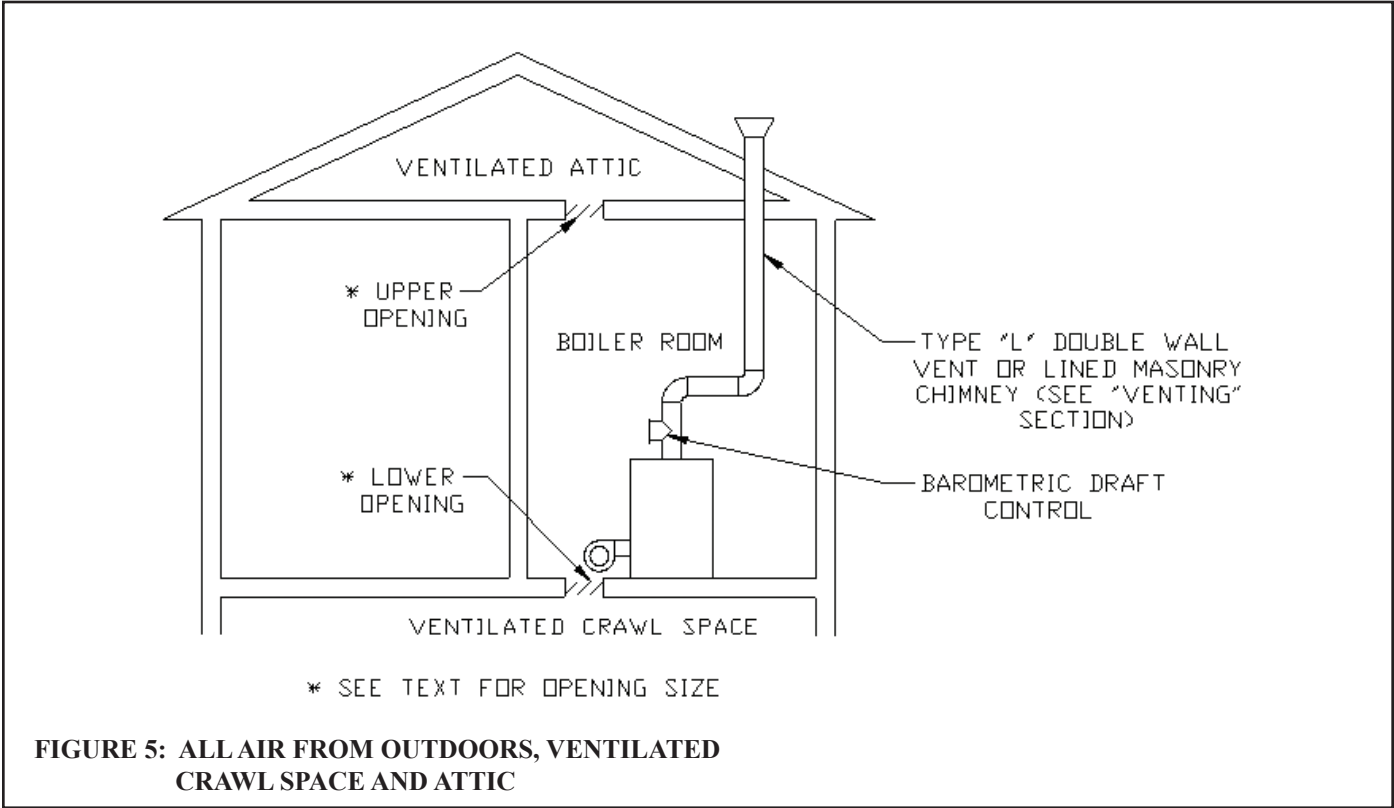 VENTILATED ATTIC
* UPPER
OPENING
BOILER ROOM
TYPE "L" DOUBLE WALL
VENT OR LINED MASONRY
CHIMNEY (SEE "VENTING"
SECTION)
* LOWER
OPENING
BAROMETRIC DRAFT
CONTROL
VENTILATED CRAWL SPACE
* SEE TEXT FOR OPENING SIZE
FIGURE 5: ALL AIR FROM OUTDOORS, VENTILATED
CRAWL SPACE AND ATTIC